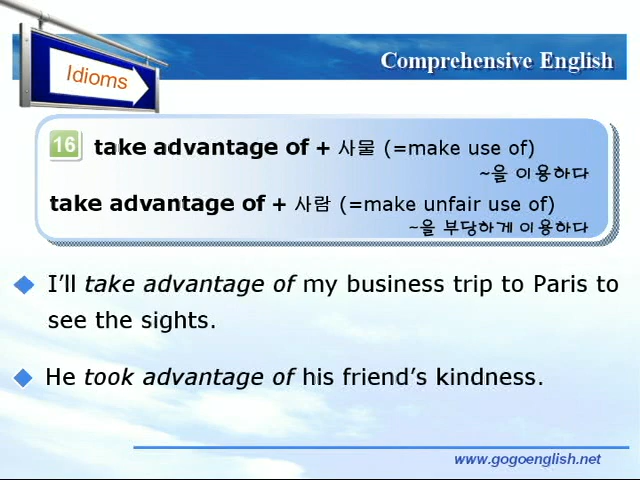 Idioms
Comprehensive English
16 take advantage of + 사물 (=make use of)
~을 이용하다
take advantage of + 사람 (=make unfair use of)
~을 부당하게 이용하다
I’ll take advantage of my business trip to Paris to
see the sights.
He took advantage of his friend’s kindness.
www.gogoenglish.net